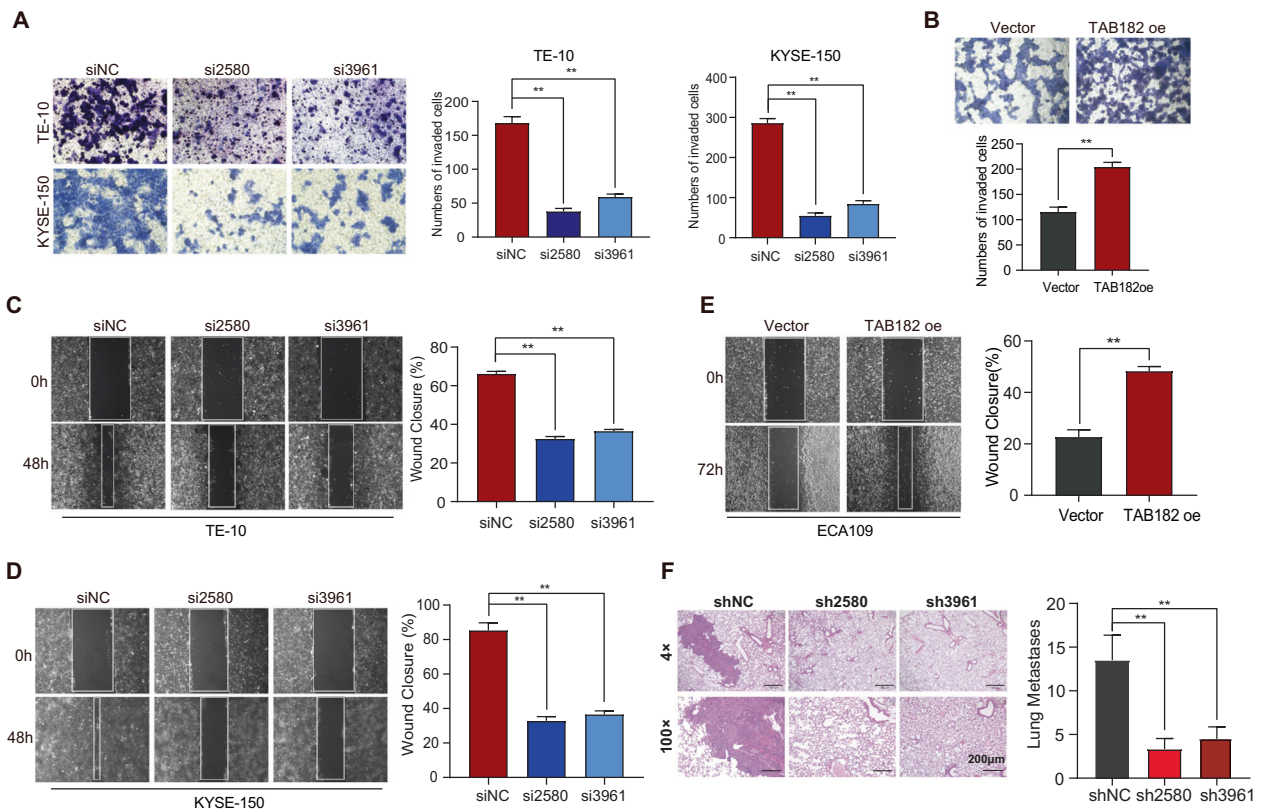 A
siNC si2580 si3961
TE-10
KYSE-150
TE-10
Numbers of invaded cells
200
150
100
50
0
** **
siNC si2580 si3961
KYSE-150
Numbers of invaded cells
400
300
200
100
0
** **
siNC si2580 si3961
B
Vector TAB182 oe
Numbers of invaded cells
250
200
150
100
50
0
**
Vector TAB182oe
C
siNC si2580 si3961
0h
48h
TE-10
Wound Closure (%)
80
60
40
20
0
** **
siNC si2580 si3961
E
Vector TAB182 oe
0h
72h
ECA109
Wound Closure(%)
60
40
20
0
**
Vector TAB182 oe
D
siNC si2580 si3961
0h
48h
KYSE-150
Wound Closure (%)
100
80
60
40
20
0
** **
siNC si2580 si3961
F
shNC sh2580 sh3961
4×
100×
200μm
Lung Metastases
20
15
10
5
0
** **
shNC sh2580 sh3961